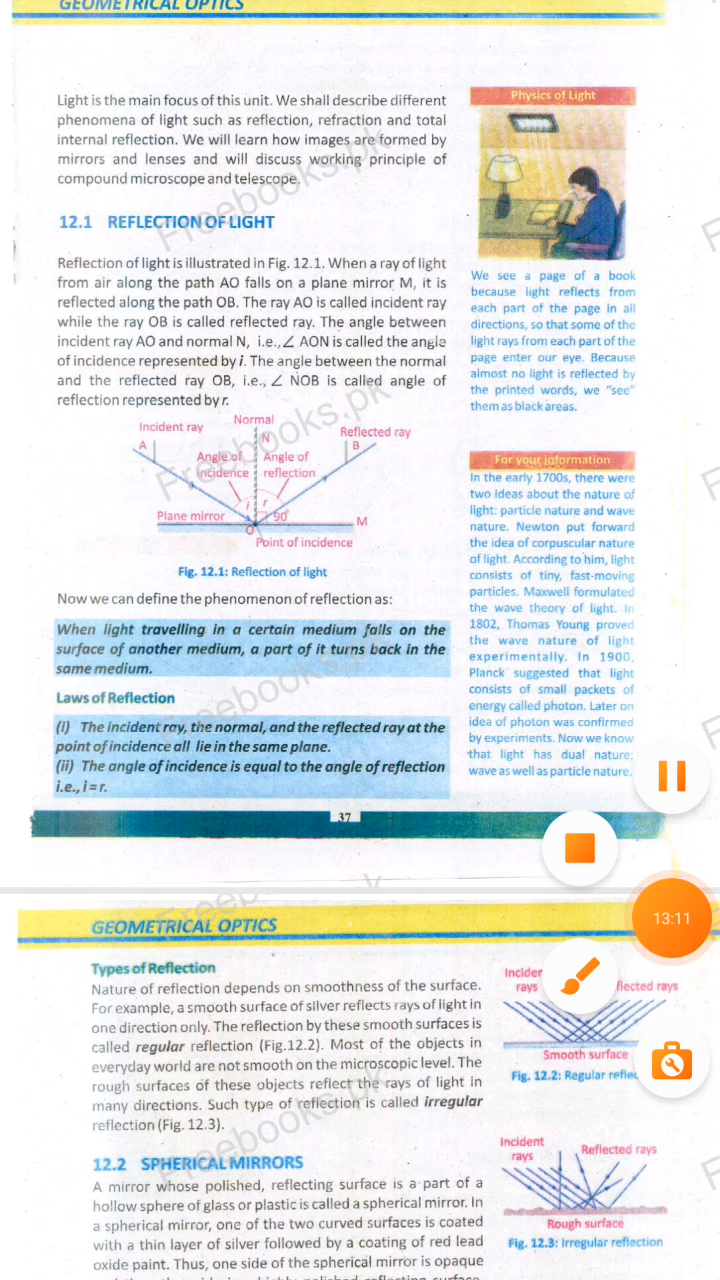 GEOMETRICAL OPTICS
Light is the main focus of this unit. We shall describe different
phenomena of light such as reflection, refraction and total
internal reflection. We will learn how images are formed by
mirrors and lenses and will discuss working principle of
compound microscope and telescope.
12.1 REFLECTION OF LIGHT
Reflection of light is illustrated in Fig. 12.1. When a ray of light
from air along the path AO falls on a plane mirror M, it is
reflected along the path OB. The ray AO is called incident ray
while the ray OB is called reflected ray. The angle between
incident ray AO and normal N, i.e.,∠ AON is called the angle
of incidence represented by i. The angle between the normal
and the reflected ray OB, i.e., ∠ NOB is called angle of
reflection represented by r.
Normal
Incident ray
Reflected ray
N
A
B
Angle of
Angle of
incidence
reflection
i
r
Plane mirror
90°
M
O
Point of incidence
Fig. 12.1: Reflection of light
Now we can define the phenomenon of reflection as:
When light travelling in a certain medium falls on the
surface of another medium, a part of it turns back in the
same medium.
Laws of Reflection
(i) The incident ray, the normal, and the reflected ray at the
point of incidence all lie in the same plane.
(ii) The angle of incidence is equal to the angle of reflection
i.e., i = r.
Physics of Light
We see a page of a book
because light reflects from
each part of the page in all
directions, so that some of the
light rays from each part of the
page enter our eye. Because
almost no light is reflected by
the printed words, we "see"
them as black areas.
For your information
In the early 1700s, there were
two ideas about the nature of
light: particle nature and wave
nature. Newton put forward
the idea of corpuscular nature
of light. According to him, light
consists of tiny, fast-moving
particles. Maxwell formulated
the wave theory of light. In
1802, Thomas Young proved
the wave nature of light
experimentally. In 1900,
Planck suggested that light
consists of small packets of
energy called photon. Later on
idea of photon was confirmed
by experiments. Now we know
that light has dual nature;
wave as well as particle nature.
37
13:11
GEOMETRICAL OPTICS
Types of Reflection
Nature of reflection depends on smoothness of the surface.
For example, a smooth surface of silver reflects rays of light in
one direction only. The reflection by these smooth surfaces is
called regular reflection (Fig.12.2). Most of the objects in
everyday world are not smooth on the microscopic level. The
rough surfaces of these objects reflect the rays of light in
many directions. Such type of reflection is called irregular
reflection (Fig. 12.3).
12.2 SPHERICAL MIRRORS
A mirror whose polished, reflecting surface is a part of a
hollow sphere of glass or plastic is called a spherical mirror. In
a spherical mirror, one of the two curved surfaces is coated
with a thin layer of silver followed by a coating of red lead
oxide paint. Thus, one side of the spherical mirror is opaque
Incider
rays
flected rays
Smooth surface
Fig. 12.2: Regular reflec
Incident
rays
Reflected rays
Rough surface
Fig. 12.3: Irregular reflection
Freebooks.pk
Freebooks.pk
Freebooks.pk
Freebooks.pk